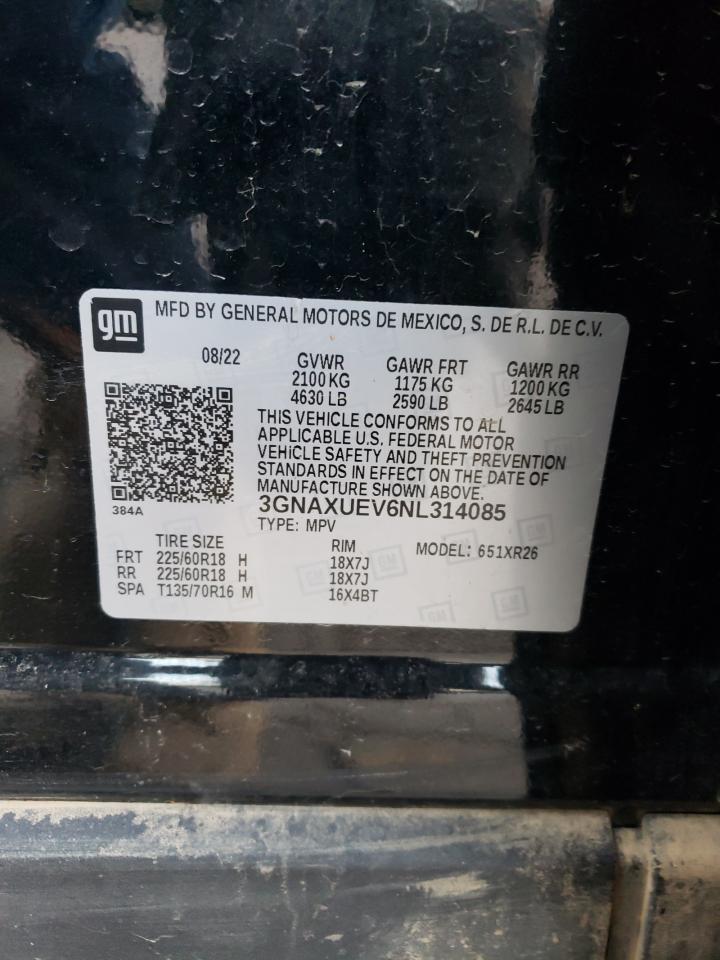 gm
MFD BY GENERAL MOTORS DE MEXICO, S. DE R.L. DE C.V.
08/22
GVWR GAWR FRT GAWR RR
2100 KG 1175 KG 1200 KG
4630 LB 2590 LB 2645 LB
THIS VEHICLE CONFORMS TO ALL
APPLICABLE U.S. FEDERAL MOTOR
VEHICLE SAFETY AND THEFT PREVENTION
STANDARDS IN EFFECT ON THE DATE OF
MANUFACTURE SHOWN ABOVE.
384A
3GNAXUEV6NL314085
TYPE: MPV
TIRE SIZE RIM MODEL: 651XR26
FRT 225/60R18 H 18X7J
RR 225/60R18 H 18X7J
SPA T135/70R16 M 16X4BT